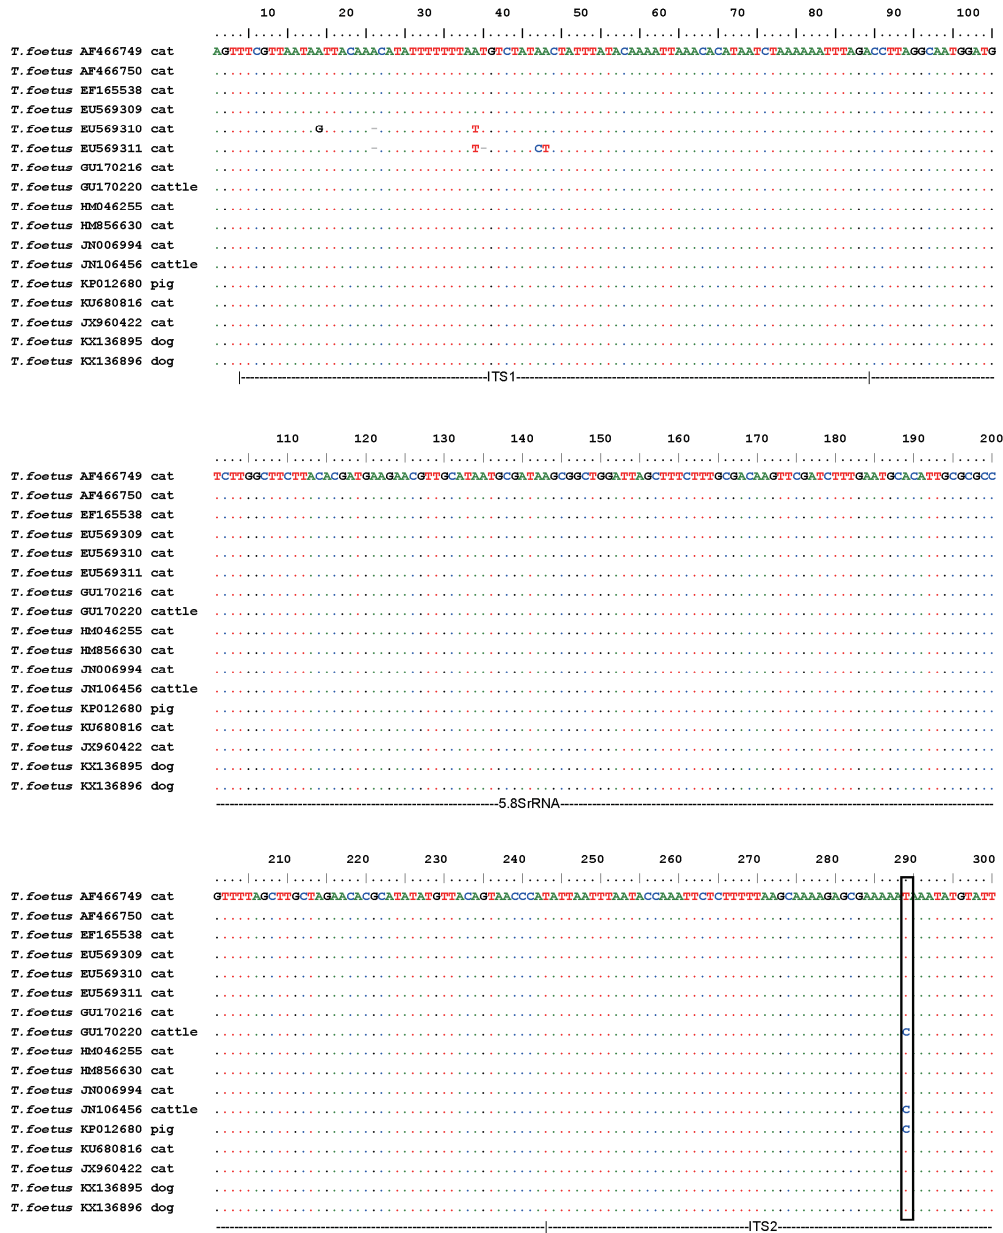 10 20 30 40 50 60 70 80 90 100
T.foetus AF466749 cat AGTTTCGTTAATAATTACAAACATATTTTTTTAATGTCTATAACTATTTATACAAAATTAAACACATAATCTAAAAAATTTAGACCTTAGGCAATGGATG
T.foetus AF466750 cat
T.foetus EF165538 cat
T.foetus EU569309 cat
T.foetus EU569310 cat G - T
T.foetus EU569311 cat - T - CT
T.foetus GU170216 cat
T.foetus GU170220 cattle
T.foetus HM046255 cat
T.foetus HM856630 cat
T.foetus JN006994 cat
T.foetus JN106456 cattle
T.foetus KP012680 pig
T.foetus KU680816 cat
T.foetus JX960422 cat
T.foetus KX136895 dog
T.foetus KX136896 dog
ITS1
110 120 130 140 150 160 170 180 190 200
T.foetus AF466749 cat TCTTGGCTTCTTACACGATGAAGAACGTTGCATAATGCGATAAGCGGCTGGATTAGCTTTCTTTGCGACAAGTTCGATCTTTGAATGCACATTGCGCGCC
T.foetus AF466750 cat
T.foetus EF165538 cat
T.foetus EU569309 cat
T.foetus EU569310 cat
T.foetus EU569311 cat
T.foetus GU170216 cat
T.foetus GU170220 cattle
T.foetus HM046255 cat
T.foetus HM856630 cat
T.foetus JN006994 cat
T.foetus JN106456 cattle
T.foetus KP012680 pig
T.foetus KU680816 cat
T.foetus JX960422 cat
T.foetus KX136895 dog
T.foetus KX136896 dog
5.8SrRNA
210 220 230 240 250 260 270 280 290 300
T.foetus AF466749 cat GTTTTAGCTTGCTAGAACACGCATATATGTTACAGTAACCCATATTAATTTAATACCAAATTCTCTTTTTAAGCAAAAGAGCGAAAAATAAATATGTATT
T.foetus AF466750 cat
T.foetus EF165538 cat
T.foetus EU569309 cat
T.foetus EU569310 cat
T.foetus EU569311 cat
T.foetus GU170216 cat
T.foetus GU170220 cattle C
T.foetus HM046255 cat
T.foetus HM856630 cat
T.foetus JN006994 cat
T.foetus JN106456 cattle C
T.foetus KP012680 pig C
T.foetus KU680816 cat
T.foetus JX960422 cat
T.foetus KX136895 dog
T.foetus KX136896 dog
ITS2